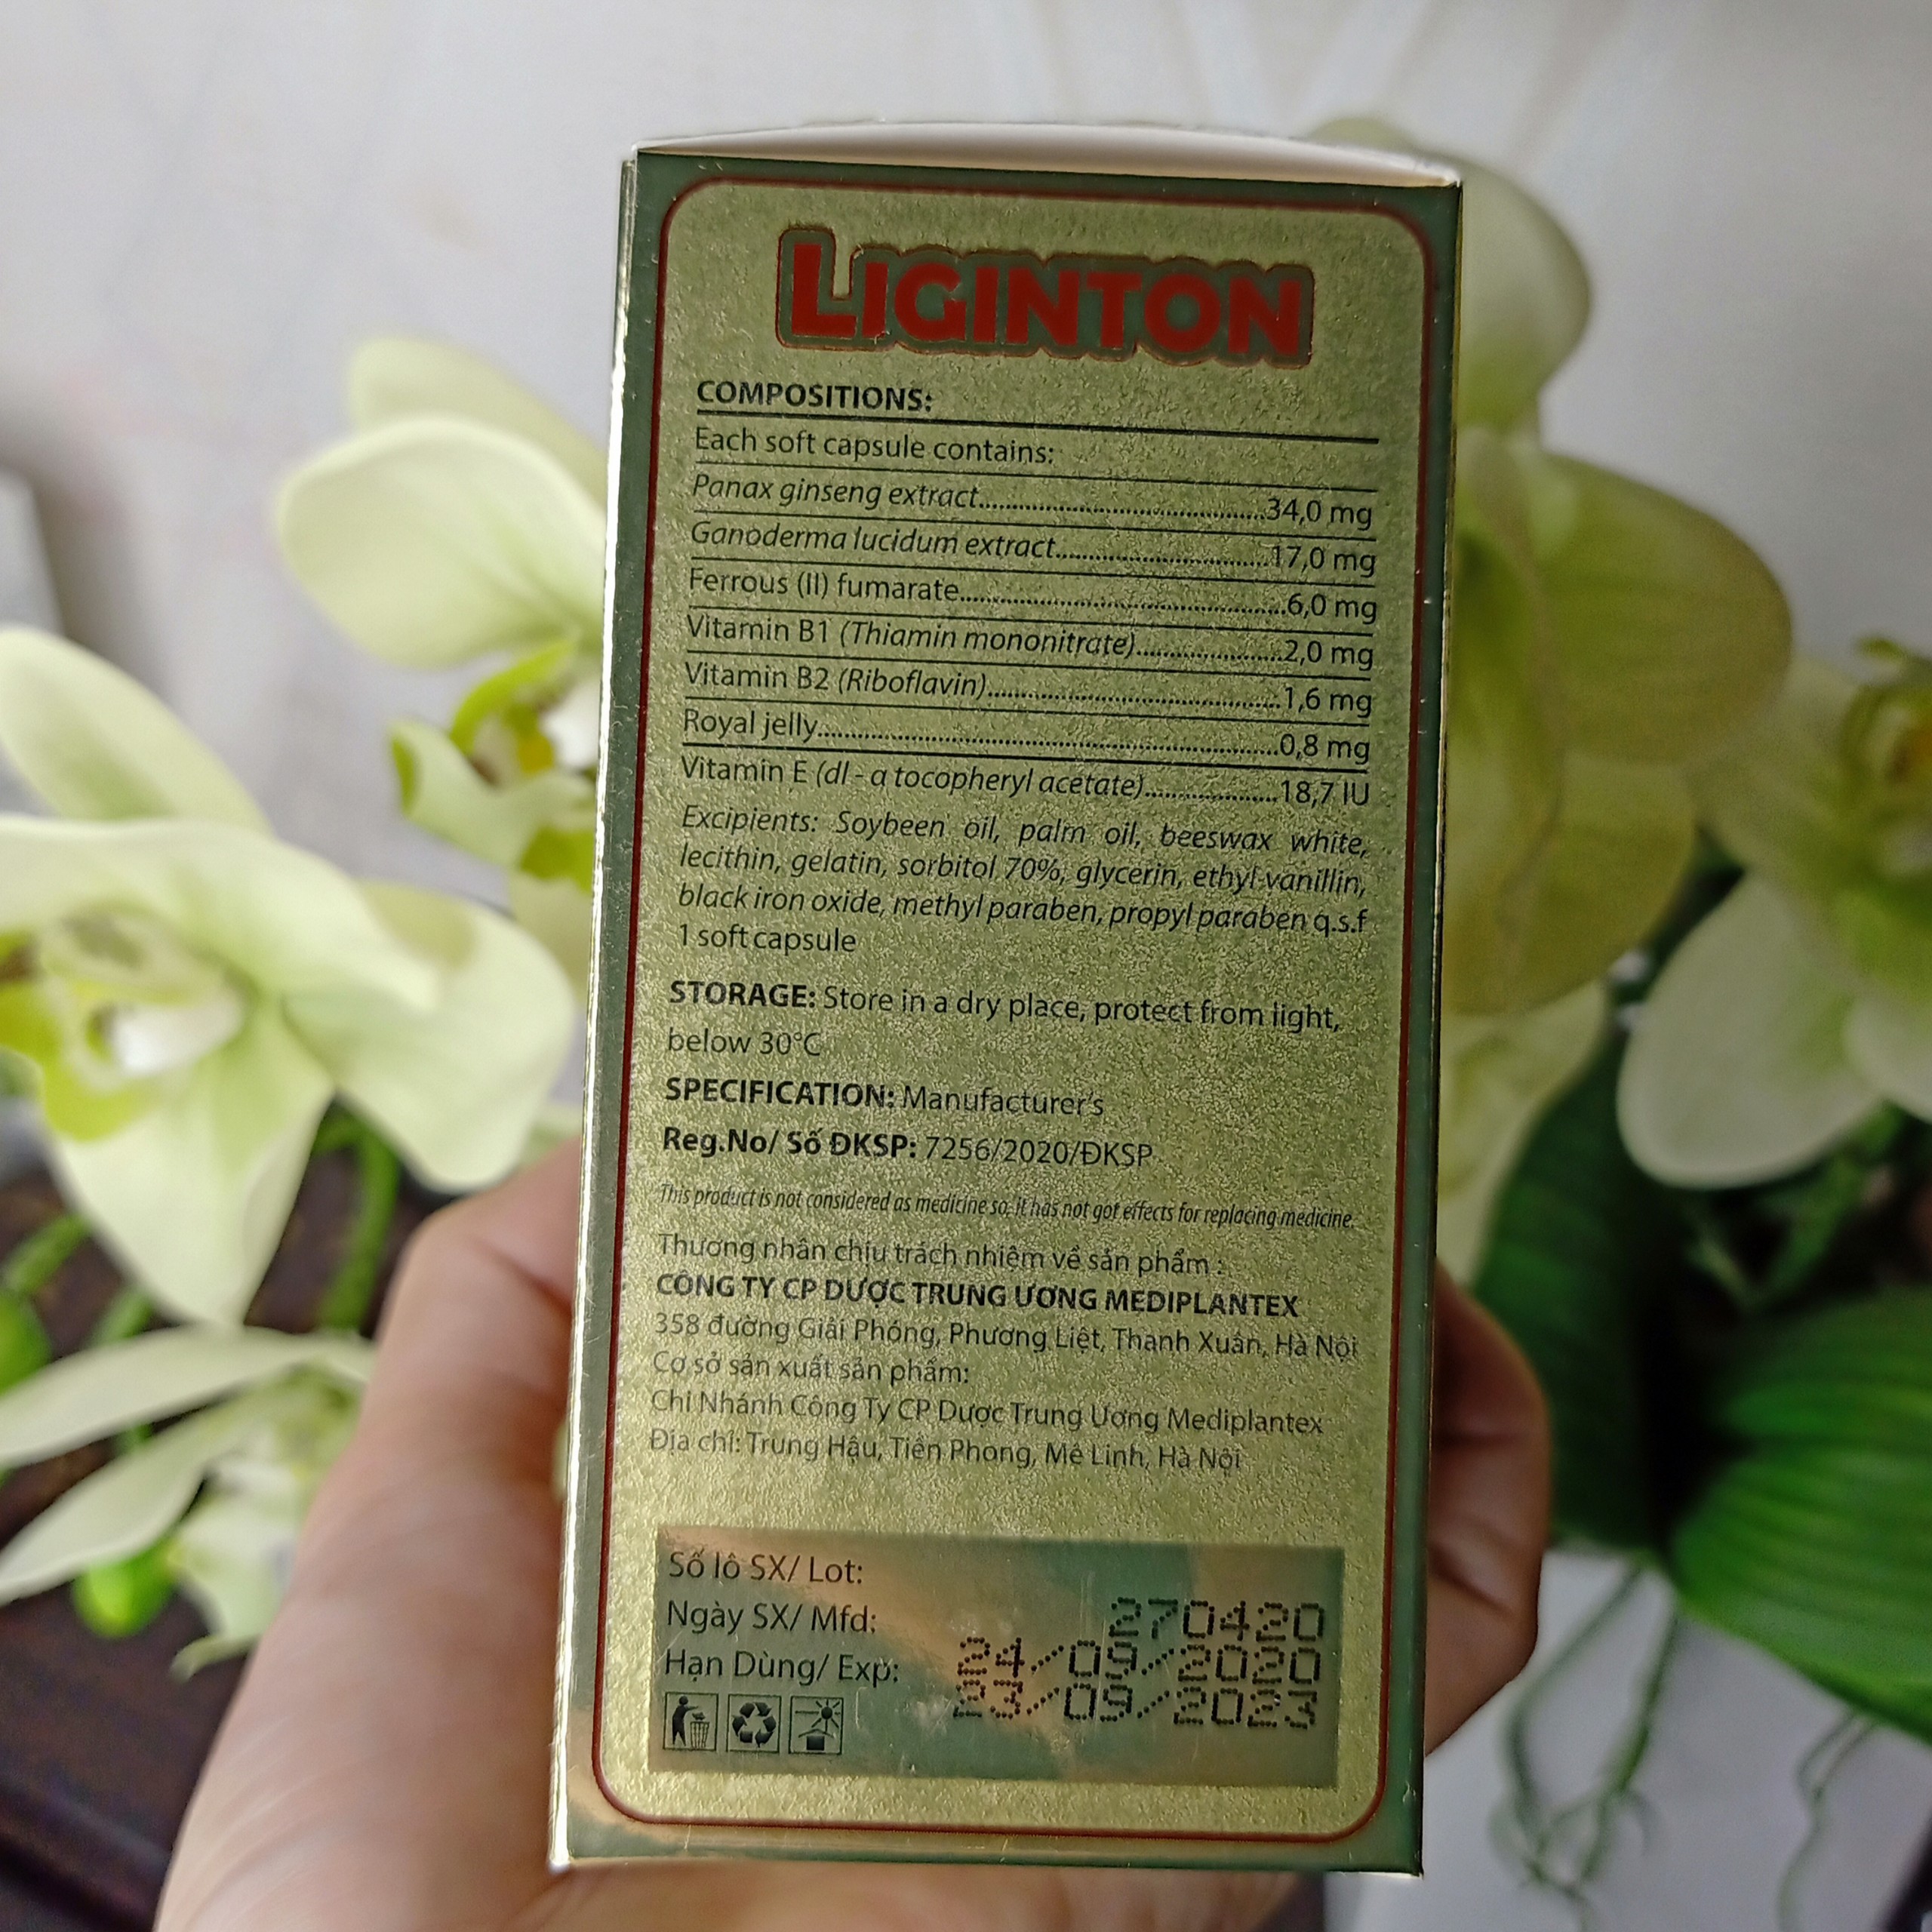 LIGINTON
COMPOSITIONS:
Each soft capsule contains:
Panax ginseng extract..........34,0 mg
Ganoderma lucidum extract..........17,0 mg
Ferrous (II) fumarate..........6,0 mg
Vitamin B1 (Thiamin mononitrate)..........2,0 mg
Vitamin B2 (Riboflavin)..........1,6 mg
Royal jelly..........0,8 mg
Vitamin E (dl - α tocopheryl acetate)..........18,7 IU
Excipients: Soybeen oil, palm oil, beeswax white,
lecithin, gelatin, sorbitol 70%, glycerin, ethyl vanillin,
black iron oxide, methyl paraben, propyl paraben q.s.f
1 soft capsule
STORAGE: Store in a dry place, protect from light,
below 30°C
SPECIFICATION: Manufacturer's
Reg.No/ Số ĐKSP: 7256/2020/ĐKSP
This product is not considered as medicine so, it has not got effects for replacing medicine.
Thương nhân chịu trách nhiệm về sản phẩm :
CÔNG TY CP DƯỢC TRUNG ƯƠNG MEDIPLANTEX
358 đường Giải Phóng, Phương Liệt, Thanh Xuân, Hà Nội
Cơ sở sản xuất sản phẩm:
Chi Nhánh Công Ty CP Dược Trung Ương Mediplantex
Địa chỉ: Trung Hậu, Tiền Phong, Mê Linh, Hà Nội
Số lô SX/ Lot: 270420
Ngày SX/ Mfd: 24/09/2020
Hạn Dùng/ Exp: 23/09/2023